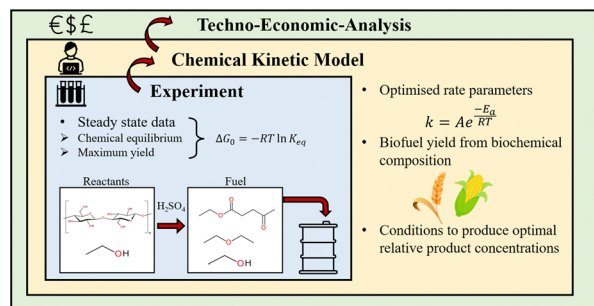 €$£
Techno-Economic-Analysis
Chemical Kinetic Model
Experiment
• Steady state data
➢ Chemical equilibrium
➢ Maximum yield
ΔG₀ = −RT ln K_eq
Reactants
H₂SO₄
Fuel
OH
O
O
O
O
OH
• Optimised rate parameters
k = Ae^(−E_a/RT)
• Biofuel yield from biochemical
composition
• Conditions to produce optimal
relative product concentrations